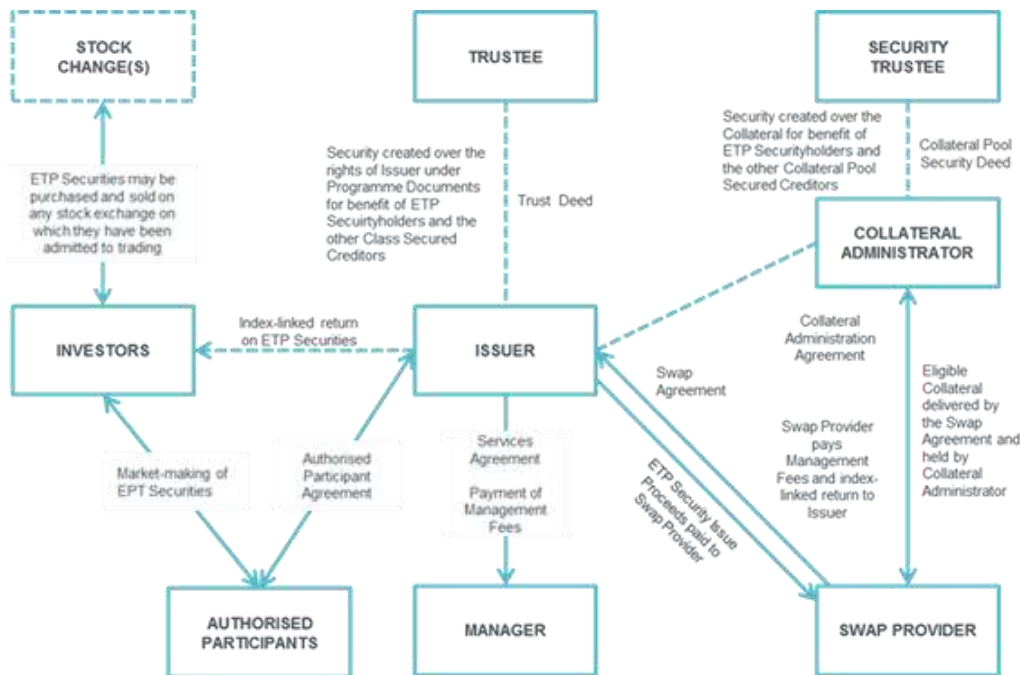 STOCK
CHANGE(S)
TRUSTEE
SECURITY
TRUSTEE
ETP Securities may be
purchased and sold on
any stock exchange on
which they have been
admitted to trading
Security created over the
rights of Issuer under
Programme Documents
for benefit of ETP
Secuirtyholders and the
other Class Secured
Creditors
Trust Deed
Security created over the
Collateral for benefit of
ETP Securityholders and
the other Collateral Pool
Secured Creditors
Collateral Pool
Security Deed
COLLATERAL
ADMINISTRATOR
INVESTORS
Index-linked return
on ETP Securities
ISSUER
Swap
Agreement
Collateral
Administration
Agreement
Eligible
Collateral
delivered by
the Swap
Agreement and
held by
Collateral
Administrator
Market-making of
EPT Securities
Authorised
Participant
Agreement
Services
Agreement
Payment of
Management
Fees
ETP Security Issue
Proceeds paid to
Swap Provider
Swap Provider
pays
Management
Fees and index-
linked return to
Issuer
AUTHORISED
PARTICIPANTS
MANAGER
SWAP PROVIDER